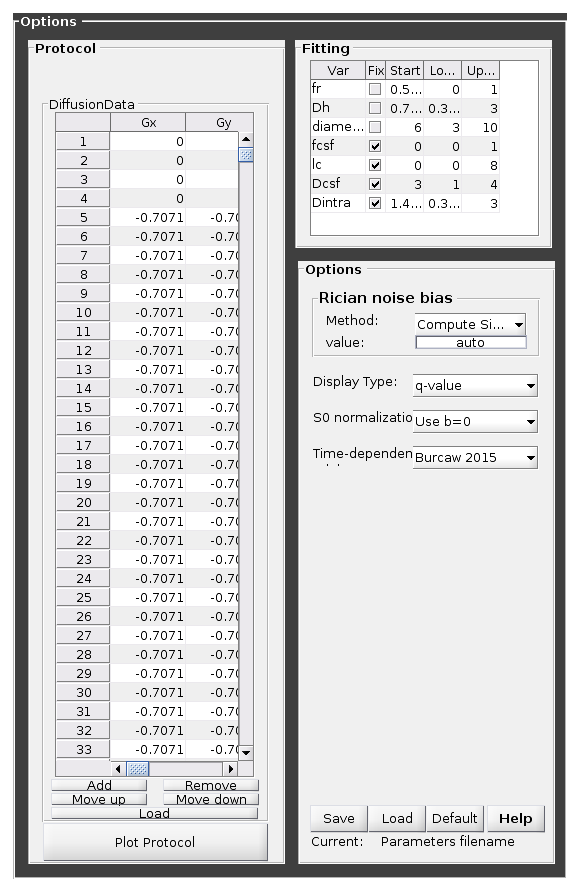 Options
Protocol
DiffusionData
Gx Gy
1 0
2 0
3 0
4 0
5 -0.7071 -0.70
6 -0.7071 -0.70
7 -0.7071 -0.70
8 -0.7071 -0.70
9 -0.7071 -0.70
10 -0.7071 -0.70
11 -0.7071 -0.70
12 -0.7071 -0.70
13 -0.7071 -0.70
14 -0.7071 -0.70
15 -0.7071 -0.70
16 -0.7071 -0.70
17 -0.7071 -0.70
18 -0.7071 -0.70
19 -0.7071 -0.70
20 -0.7071 -0.70
21 -0.7071 -0.70
22 -0.7071 -0.70
23 -0.7071 -0.70
24 -0.7071 -0.70
25 -0.7071 -0.70
26 -0.7071 -0.70
27 -0.7071 -0.70
28 -0.7071 -0.70
29 -0.7071 -0.70
30 -0.7071 -0.70
31 -0.7071 -0.70
32 -0.7071 -0.70
33 -0.7071 -0.70
Add Remove
Move up Move down
Load
Plot Protocol
Fitting
Var Fix Start Lo... Up...
fr 0.5... 0 1
Dh 0.7... 0.3... 3
diame... 6 3 10
fcsf 0 0 1
lc 0 0 8
Dcsf 3 1 4
Dintra 1.4... 0.3... 3
Options
Rician noise bias
Method: Compute Si...
value: auto
Display Type: q-value
S0 normalizatio Use b=0
Time-dependen Burcaw 2015
Save Load Default Help
Current: Parameters filename